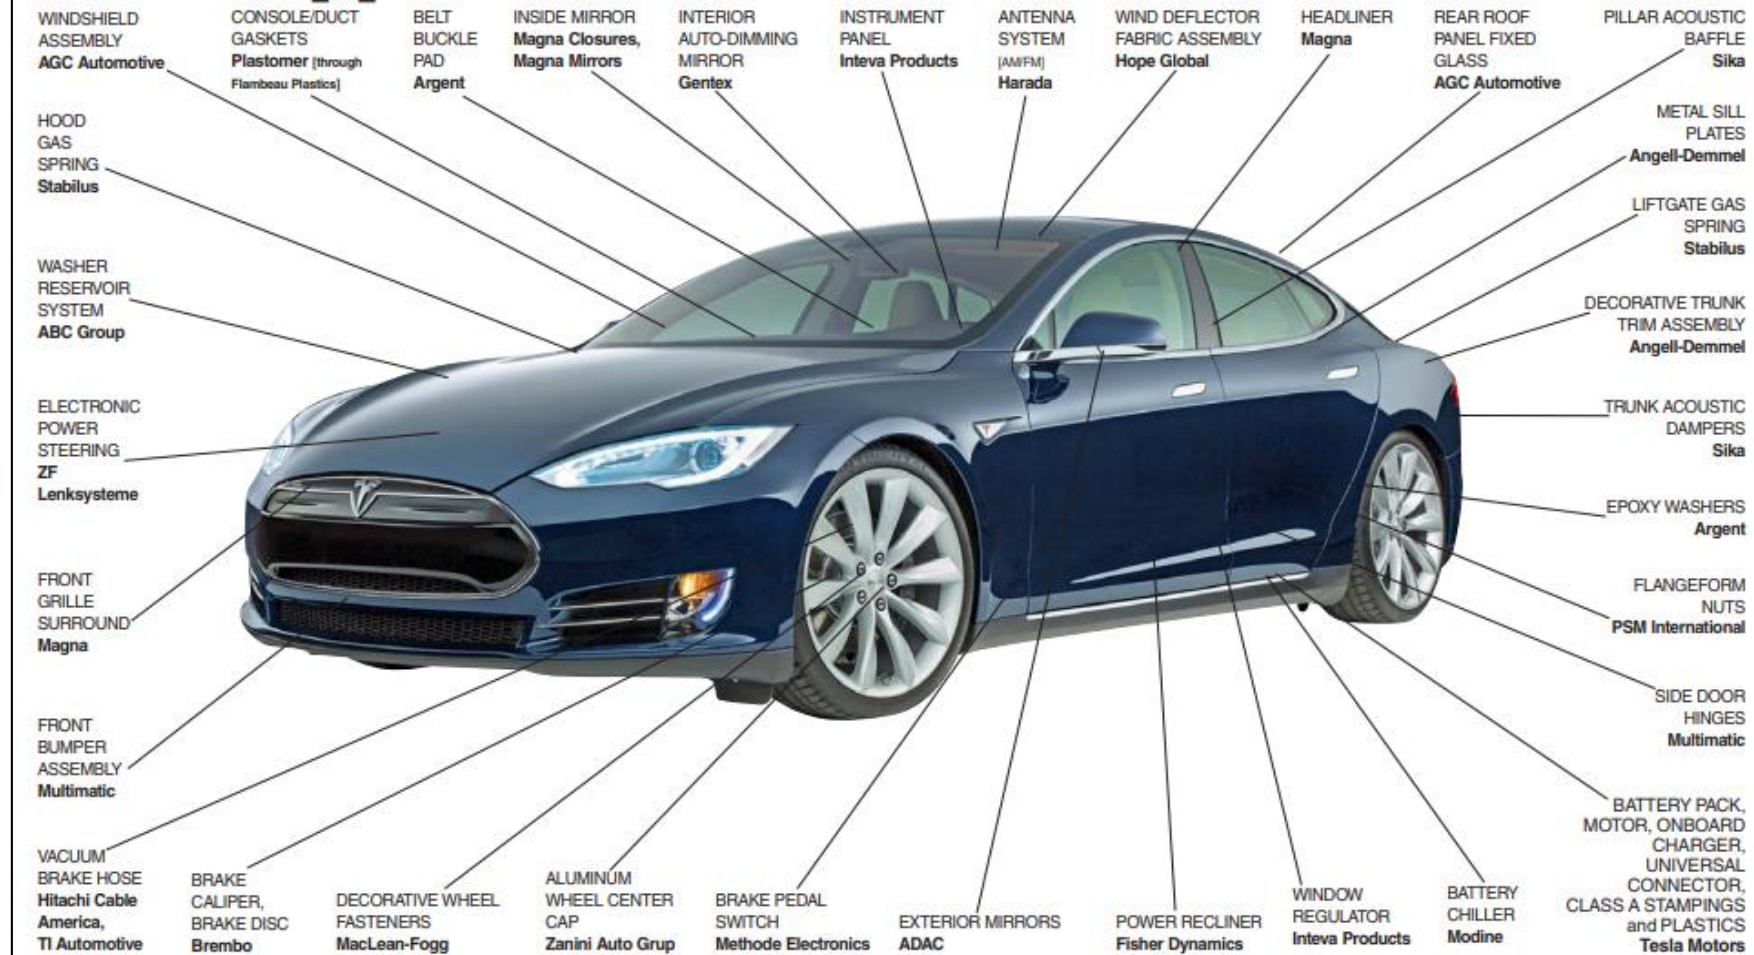 WINDSHIELD
ASSEMBLY
AGC Automotive
CONSOLE/DUCT
GASKETS
Plastomer [through
Flambeau Plastics]
BELT
BUCKLE
PAD
Argent
INSIDE MIRROR
Magna Closures,
Magna Mirrors
INTERIOR
AUTO-DIMMING
MIRROR
Gentex
INSTRUMENT
PANEL
Inteva Products
ANTENNA
SYSTEM
[AM/FM]
Harada
WIND DEFLECTOR
FABRIC ASSEMBLY
Hope Global
HEADLINER
Magna
REAR ROOF
PANEL FIXED
GLASS
AGC Automotive
PILLAR ACOUSTIC
BAFFLE
Sika
METAL SILL
PLATES
Angell-Demmel
LIFTGATE GAS
SPRING
Stabilus
DECORATIVE TRUNK
TRIM ASSEMBLY
Angell-Demmel
TRUNK ACOUSTIC
DAMPERS
Sika
EPOXY WASHERS
Argent
FLANGEFORM
NUTS
PSM International
SIDE DOOR
HINGES
Multimatic
BATTERY PACK,
MOTOR, ONBOARD
CHARGER,
UNIVERSAL
CONNECTOR,
CLASS A STAMPINGS
and PLASTICS
Tesla Motors
HOOD
GAS
SPRING
Stabilus
WASHER
RESERVOIR
SYSTEM
ABC Group
ELECTRONIC
POWER
STEERING
ZF
Lenksysteme
FRONT
GRILLE
SURROUND
Magna
FRONT
BUMPER
ASSEMBLY
Multimatic
VACUUM
BRAKE HOSE
Hitachi Cable
America,
TI Automotive
BRAKE
CALIPER,
BRAKE DISC
Brembo
DECORATIVE WHEEL
FASTENERS
MacLean-Fogg
ALUMINUM
WHEEL CENTER
CAP
Zanini Auto Grup
BRAKE PEDAL
SWITCH
Methode Electronics
EXTERIOR MIRRORS
ADAC
POWER RECLINER
Fisher Dynamics
WINDOW
REGULATOR
Inteva Products
BATTERY
CHILLER
Modine